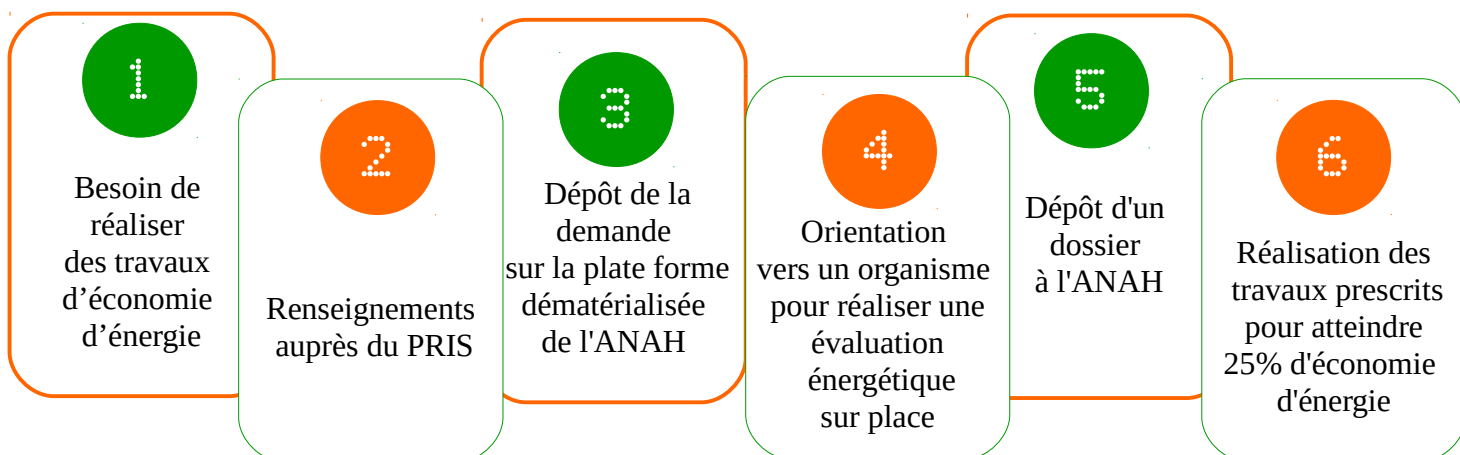 1
Besoin de
réaliser
des travaux
d’économie
d’énergie
2
Renseignements
auprès du PRIS
3
Dépôt de la
demande
sur la plate forme
dématérialisée
de l'ANAH
4
Orientation
vers un organisme
pour réaliser une
évaluation
énergétique
sur place
5
Dépôt d'un
dossier
à l'ANAH
6
Réalisation des
travaux prescrits
pour atteindre
25% d'économie
d'énergie